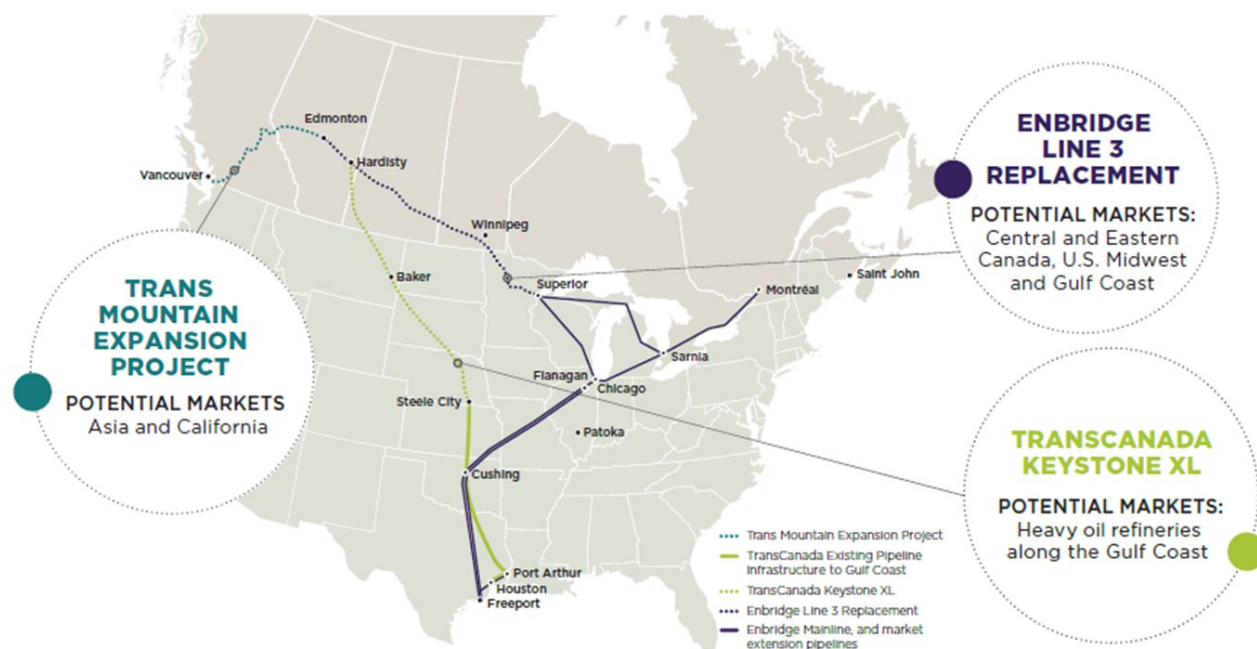 Edmonton
Hardisty
Vancouver
Winnipeg
Baker
Superior
Montréal
Saint John
Sarnia
Flanagan
Chicago
Steele City
Patoka
Cushing
Port Arthur
Houston
Freeport
TRANS
MOUNTAIN
EXPANSION
PROJECT
POTENTIAL MARKETS
Asia and California
ENBRIDGE
LINE 3
REPLACEMENT
POTENTIAL MARKETS:
Central and Eastern
Canada, U.S. Midwest
and Gulf Coast
TRANSCANADA
KEYSTONE XL
POTENTIAL MARKETS:
Heavy oil refineries
along the Gulf Coast
Trans Mountain Expansion Project
TransCanada Existing Pipeline
Infrastructure to Gulf Coast
TransCanada Keystone XL
Enbridge Line 3 Replacement
Enbridge Mainline, and market
extension pipelines